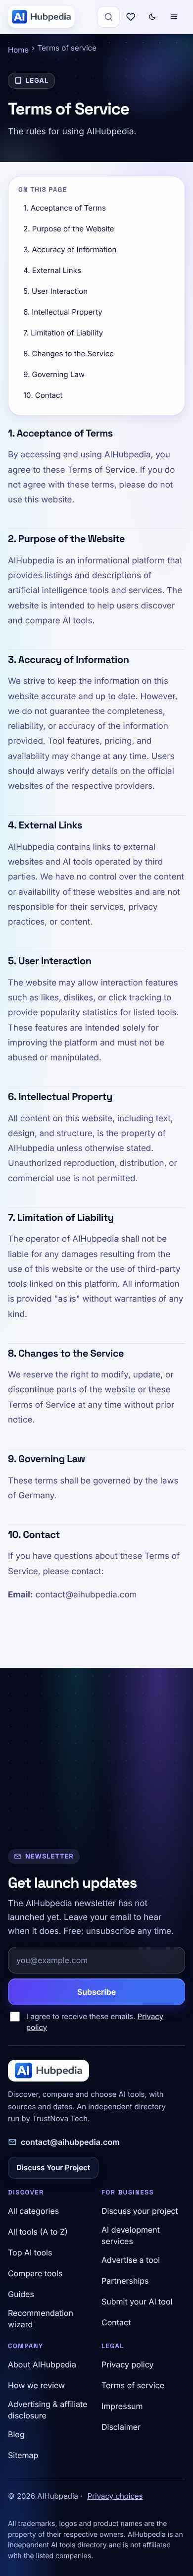 AIHubpedia
Home › Terms of service
LEGAL
Terms of Service
The rules for using AIHubpedia.
ON THIS PAGE
1. Acceptance of Terms
2. Purpose of the Website
3. Accuracy of Information
4. External Links
5. User Interaction
6. Intellectual Property
7. Limitation of Liability
8. Changes to the Service
9. Governing Law
10. Contact
1. Acceptance of Terms
By accessing and using AIHubpedia, you
agree to these Terms of Service. If you do
not agree with these terms, please do not
use this website.
2. Purpose of the Website
AIHubpedia is an informational platform that
provides listings and descriptions of
artificial intelligence tools and services. The
website is intended to help users discover
and compare AI tools.
3. Accuracy of Information
We strive to keep the information on this
website accurate and up to date. However,
we do not guarantee the completeness,
reliability, or accuracy of the information
provided. Tool features, pricing, and
availability may change at any time. Users
should always verify details on the official
websites of the respective providers.
4. External Links
AIHubpedia contains links to external
websites and AI tools operated by third
parties. We have no control over the content
or availability of these websites and are not
responsible for their services, privacy
practices, or content.
5. User Interaction
The website may allow interaction features
such as likes, dislikes, or click tracking to
provide popularity statistics for listed tools.
These features are intended solely for
improving the platform and must not be
abused or manipulated.
6. Intellectual Property
All content on this website, including text,
design, and structure, is the property of
AIHubpedia unless otherwise stated.
Unauthorized reproduction, distribution, or
commercial use is not permitted.
7. Limitation of Liability
The operator of AIHubpedia shall not be
liable for any damages resulting from the
use of this website or the use of third-party
tools linked on this platform. All information
is provided "as is" without warranties of any
kind.
8. Changes to the Service
We reserve the right to modify, update, or
discontinue parts of the website or these
Terms of Service at any time without prior
notice.
9. Governing Law
These terms shall be governed by the laws
of Germany.
10. Contact
If you have questions about these Terms of
Service, please contact:
Email: contact@aihubpedia.com
NEWSLETTER
Get launch updates
The AIHubpedia newsletter has not
launched yet. Leave your email to hear
when it does. Free; unsubscribe any time.
you@example.com
Subscribe
I agree to receive these emails. Privacy
policy
AI Hubpedia
Discover, compare and choose AI tools, with
sources and dates. An independent directory
run by TrustNova Tech.
contact@aihubpedia.com
Discuss Your Project
DISCOVER
All categories
All tools (A to Z)
Top AI tools
Compare tools
Guides
Recommendation
wizard
FOR BUSINESS
Discuss your project
AI development
services
Advertise a tool
Partnerships
Submit your AI tool
Contact
COMPANY
About AIHubpedia
How we review
Advertising & affiliate
disclosure
Blog
Sitemap
LEGAL
Privacy policy
Terms of service
Impressum
Disclaimer
© 2026 AIHubpedia · Privacy choices
All trademarks, logos and product names are the
property of their respective owners. AIHubpedia is an
independent AI tools directory and is not affiliated
with the listed companies.